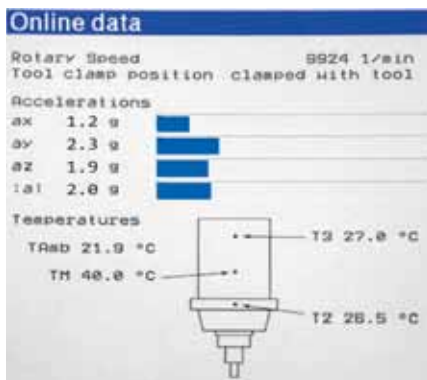 Online data
Rotary Speed 9924 1/min
Tool clamp position clamped with tool
Accelerations
ax 1.2 g
ay 2.3 g
az 1.9 g
|a| 2.0 g
Temperatures
T3 27.0 °C
TAmb 21.9 °C
TM 40.0 °C
T2 26.5 °C